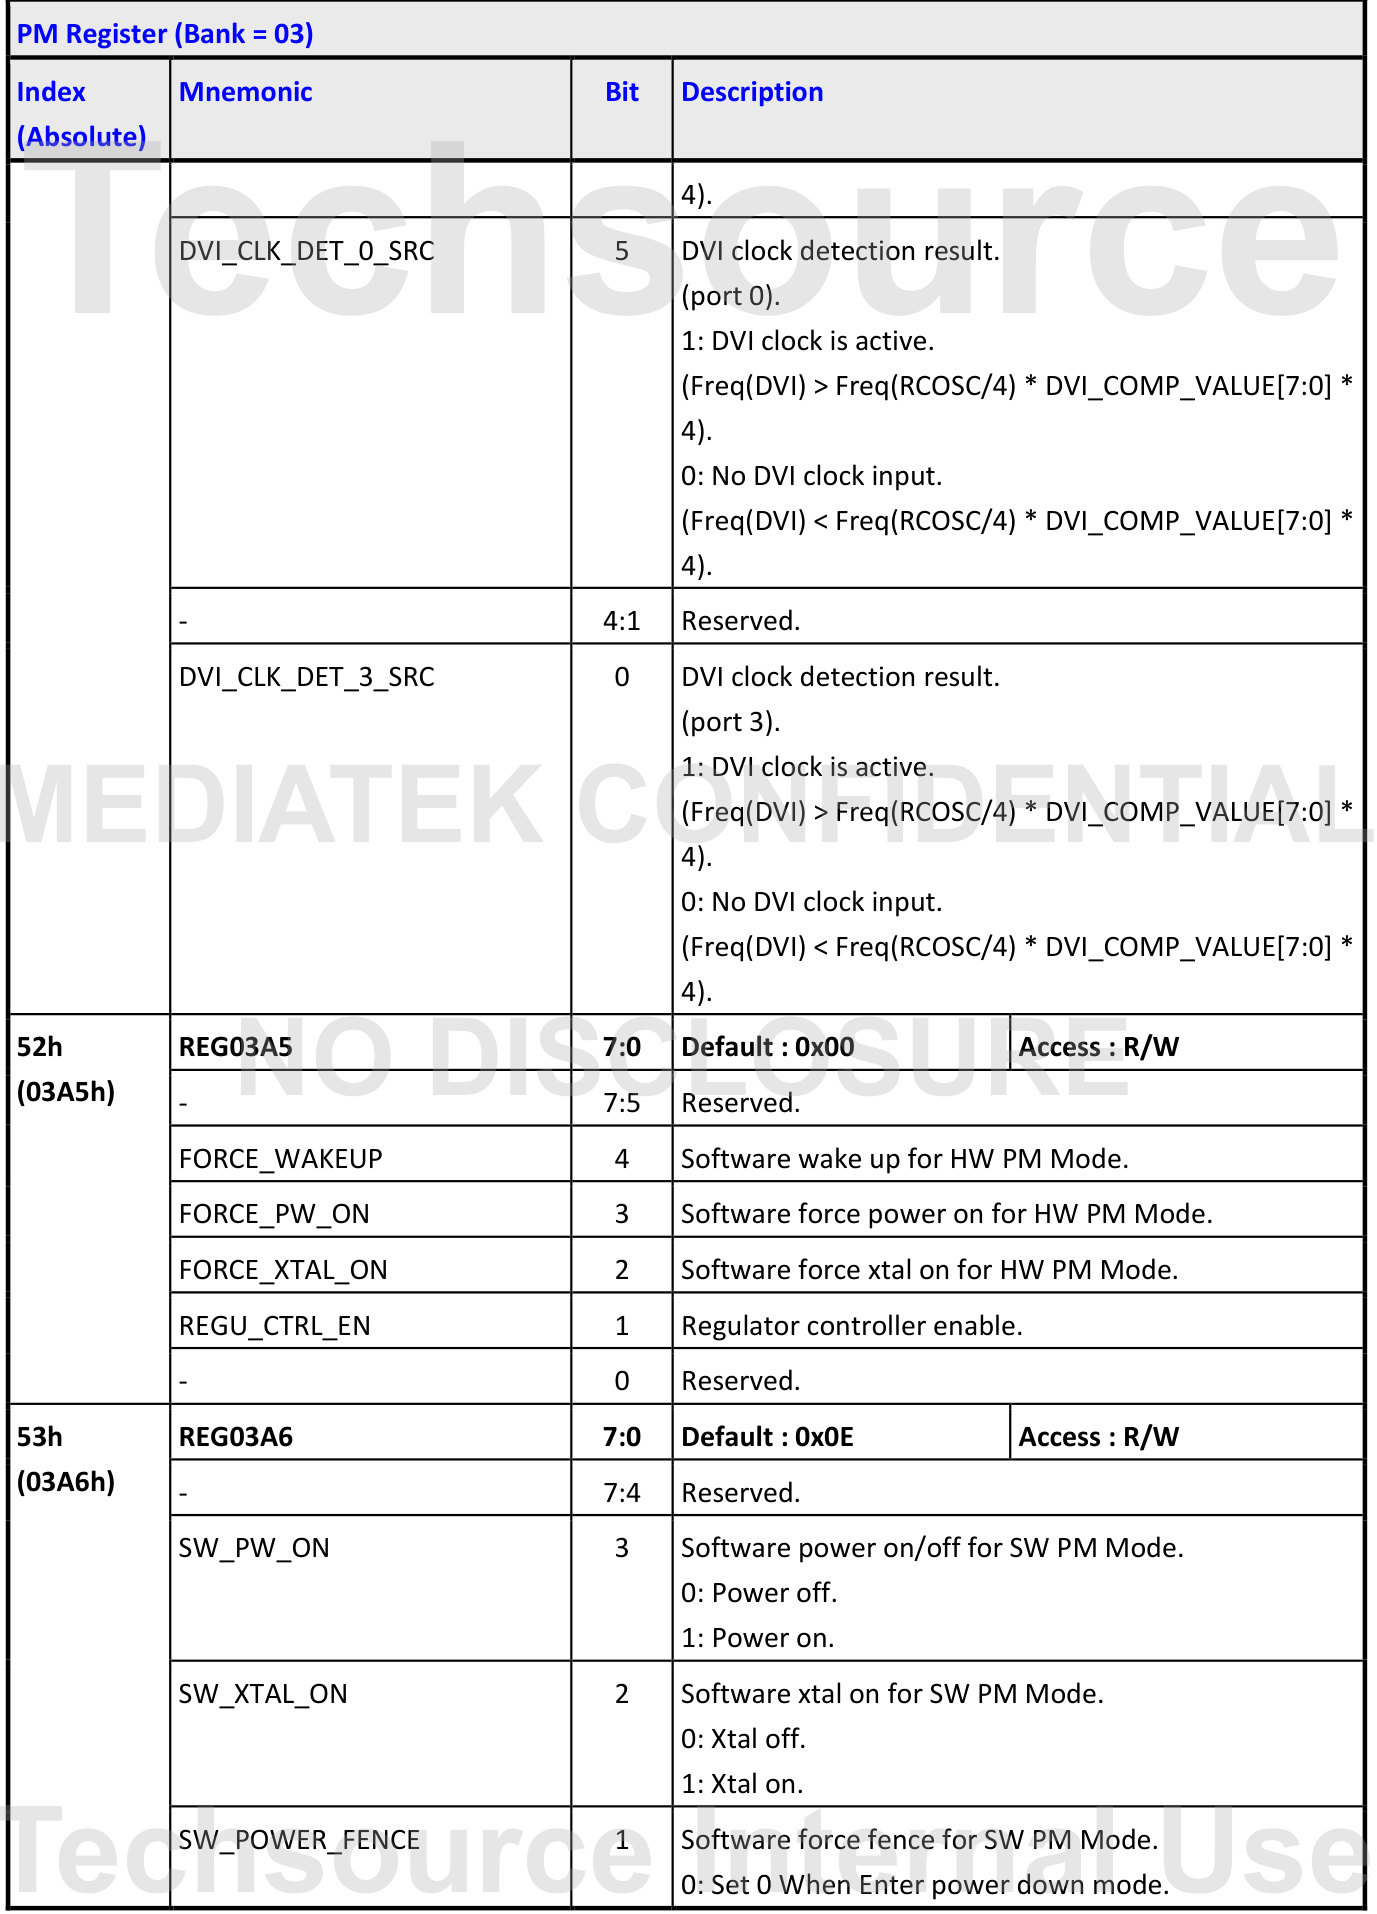 PM Register (Bank = 03)
Index
(Absolute)
Mnemonic
Bit
Description
4).
DVI_CLK_DET_0_SRC
5
DVI clock detection result.
(port 0).
1: DVI clock is active.
(Freq(DVI) > Freq(RCOSC/4) * DVI_COMP_VALUE[7:0] *
4).
0: No DVI clock input.
(Freq(DVI) < Freq(RCOSC/4) * DVI_COMP_VALUE[7:0] *
4).
-
4:1
Reserved.
DVI_CLK_DET_3_SRC
0
DVI clock detection result.
(port 3).
1: DVI clock is active.
(Freq(DVI) > Freq(RCOSC/4) * DVI_COMP_VALUE[7:0] *
4).
0: No DVI clock input.
(Freq(DVI) < Freq(RCOSC/4) * DVI_COMP_VALUE[7:0] *
4).
52h
(03A5h)
REG03A5
7:0
Default : 0x00
Access : R/W
-
7:5
Reserved.
FORCE_WAKEUP
4
Software wake up for HW PM Mode.
FORCE_PW_ON
3
Software force power on for HW PM Mode.
FORCE_XTAL_ON
2
Software force xtal on for HW PM Mode.
REGU_CTRL_EN
1
Regulator controller enable.
-
0
Reserved.
53h
(03A6h)
REG03A6
7:0
Default : 0x0E
Access : R/W
-
7:4
Reserved.
SW_PW_ON
3
Software power on/off for SW PM Mode.
0: Power off.
1: Power on.
SW_XTAL_ON
2
Software xtal on for SW PM Mode.
0: Xtal off.
1: Xtal on.
SW_POWER_FENCE
1
Software force fence for SW PM Mode.
0: Set 0 When Enter power down mode.
Techsource
MEDIATEK CONFIDENTIAL
NO DISCLOSURE
Techsource Internal Use